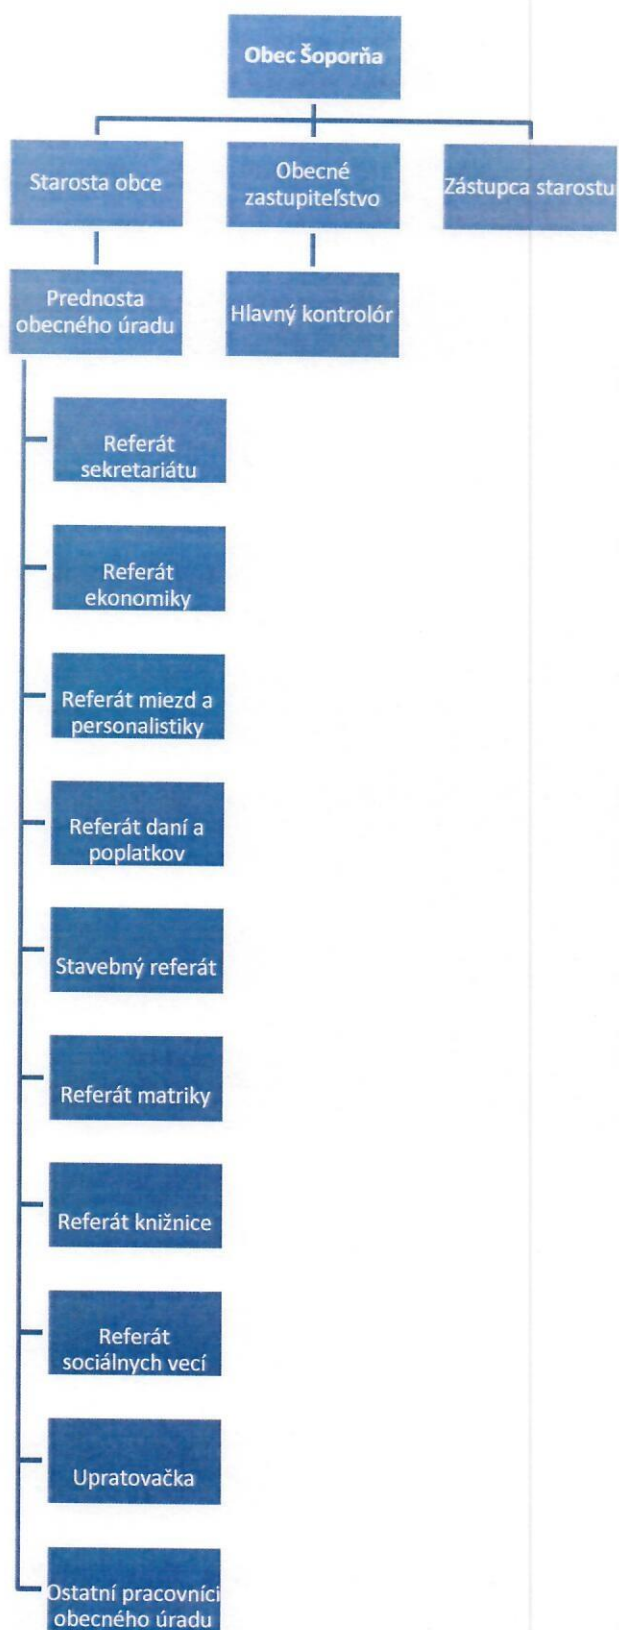 Obec Šoporňa
Starosta obce
Obecné
zastupiteľstvo
Zástupca starostu
Prednosta
obecného úradu
Hlavný kontrolór
Referát
sekretariátu
Referát
ekonomiky
Referát miezd a
personalistiky
Referát daní a
poplatkov
Stavebný referát
Referát matriky
Referát knižnice
Referát
sociálnych vecí
Upratovačka
Ostatní pracovníci
obecného úradu